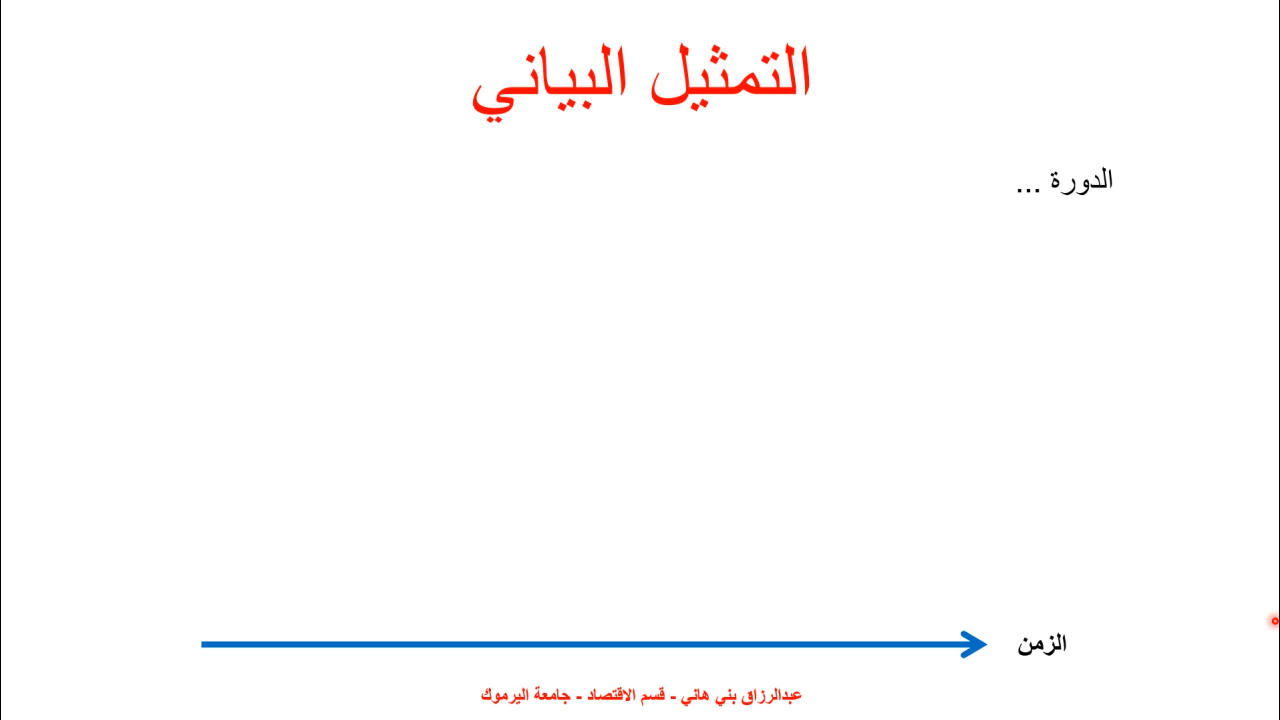 التمثيل البياني
الدورة ...
الزمن
عبدالرزاق بني هاني - قسم الاقتصاد - جامعة اليرموك